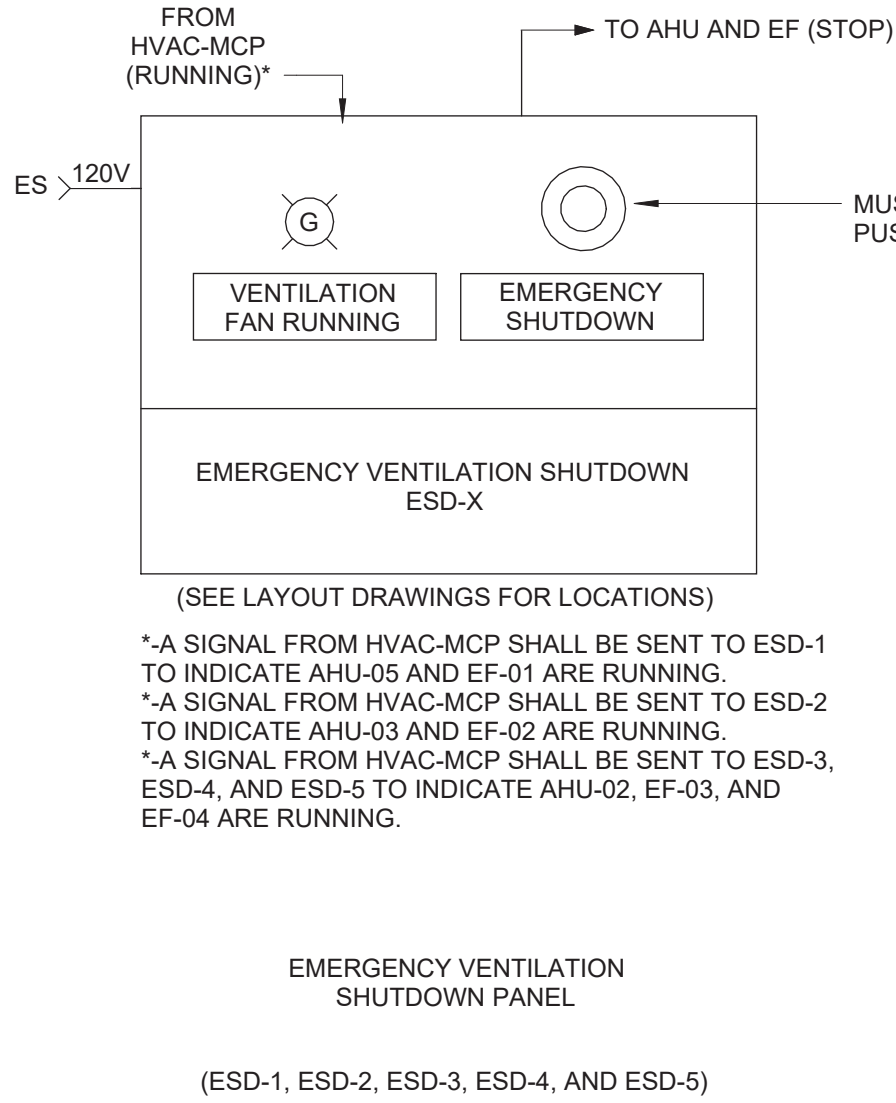 FROM
HVAC-MCP
(RUNNING)*
TO AHU AND EF (STOP)
ES
120V
G
VENTILATION
FAN RUNNING
EMERGENCY
SHUTDOWN
EMERGENCY VENTILATION SHUTDOWN
ESD-X
(SEE LAYOUT DRAWINGS FOR LOCATIONS)
*-A SIGNAL FROM HVAC-MCP SHALL BE SENT TO ESD-1
TO INDICATE AHU-05 AND EF-01 ARE RUNNING.
*-A SIGNAL FROM HVAC-MCP SHALL BE SENT TO ESD-2
TO INDICATE AHU-03 AND EF-02 ARE RUNNING.
*-A SIGNAL FROM HVAC-MCP SHALL BE SENT TO ESD-3,
ESD-4, AND ESD-5 TO INDICATE AHU-02, EF-03, AND
EF-04 ARE RUNNING.
EMERGENCY VENTILATION
SHUTDOWN PANEL
(ESD-1, ESD-2, ESD-3, ESD-4, AND ESD-5)